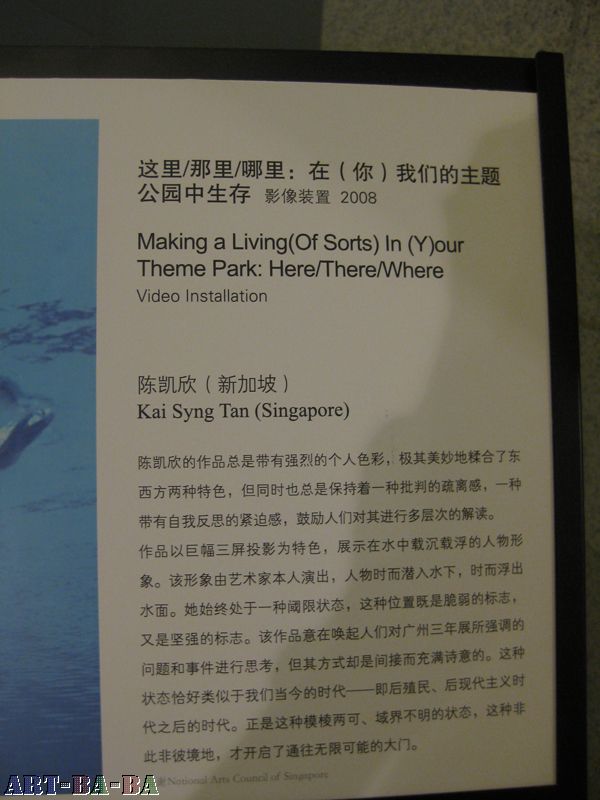 这里/那里/哪里：在（你）我们的主题
公园中生存 影像装置 2008
Making a Living(Of Sorts) In (Y)our
Theme Park: Here/There/Where
Video Installation
陈凯欣（新加坡）
Kai Syng Tan (Singapore)
陈凯欣的作品总是带有强烈的个人色彩，极其美妙地糅合了东
西方两种特色，但同时也总是保持着一种批判的疏离感，一种
带有自我反思的紧迫感，鼓励人们对其进行多层次的解读。
作品以巨幅三屏投影为特色，展示在水中载沉载浮的人物形
象。该形象由艺术家本人演出，人物时而潜入水下，时而浮出
水面。她始终处于一种阈限状态，这种位置既是脆弱的标志，
又是坚强的标志。该作品意在唤起人们对广州三年展所强调的
问题和事件进行思考，但其方式却是间接而充满诗意的。这种
状态恰好类似于我们当今的时代——即后殖民、后现代主义时
代之后的时代。正是这种模棱两可、域界不明的状态，这种非
此非彼境地，才开启了通往无限可能的大门。
National Arts Council of Singapore
ART-BA-BA